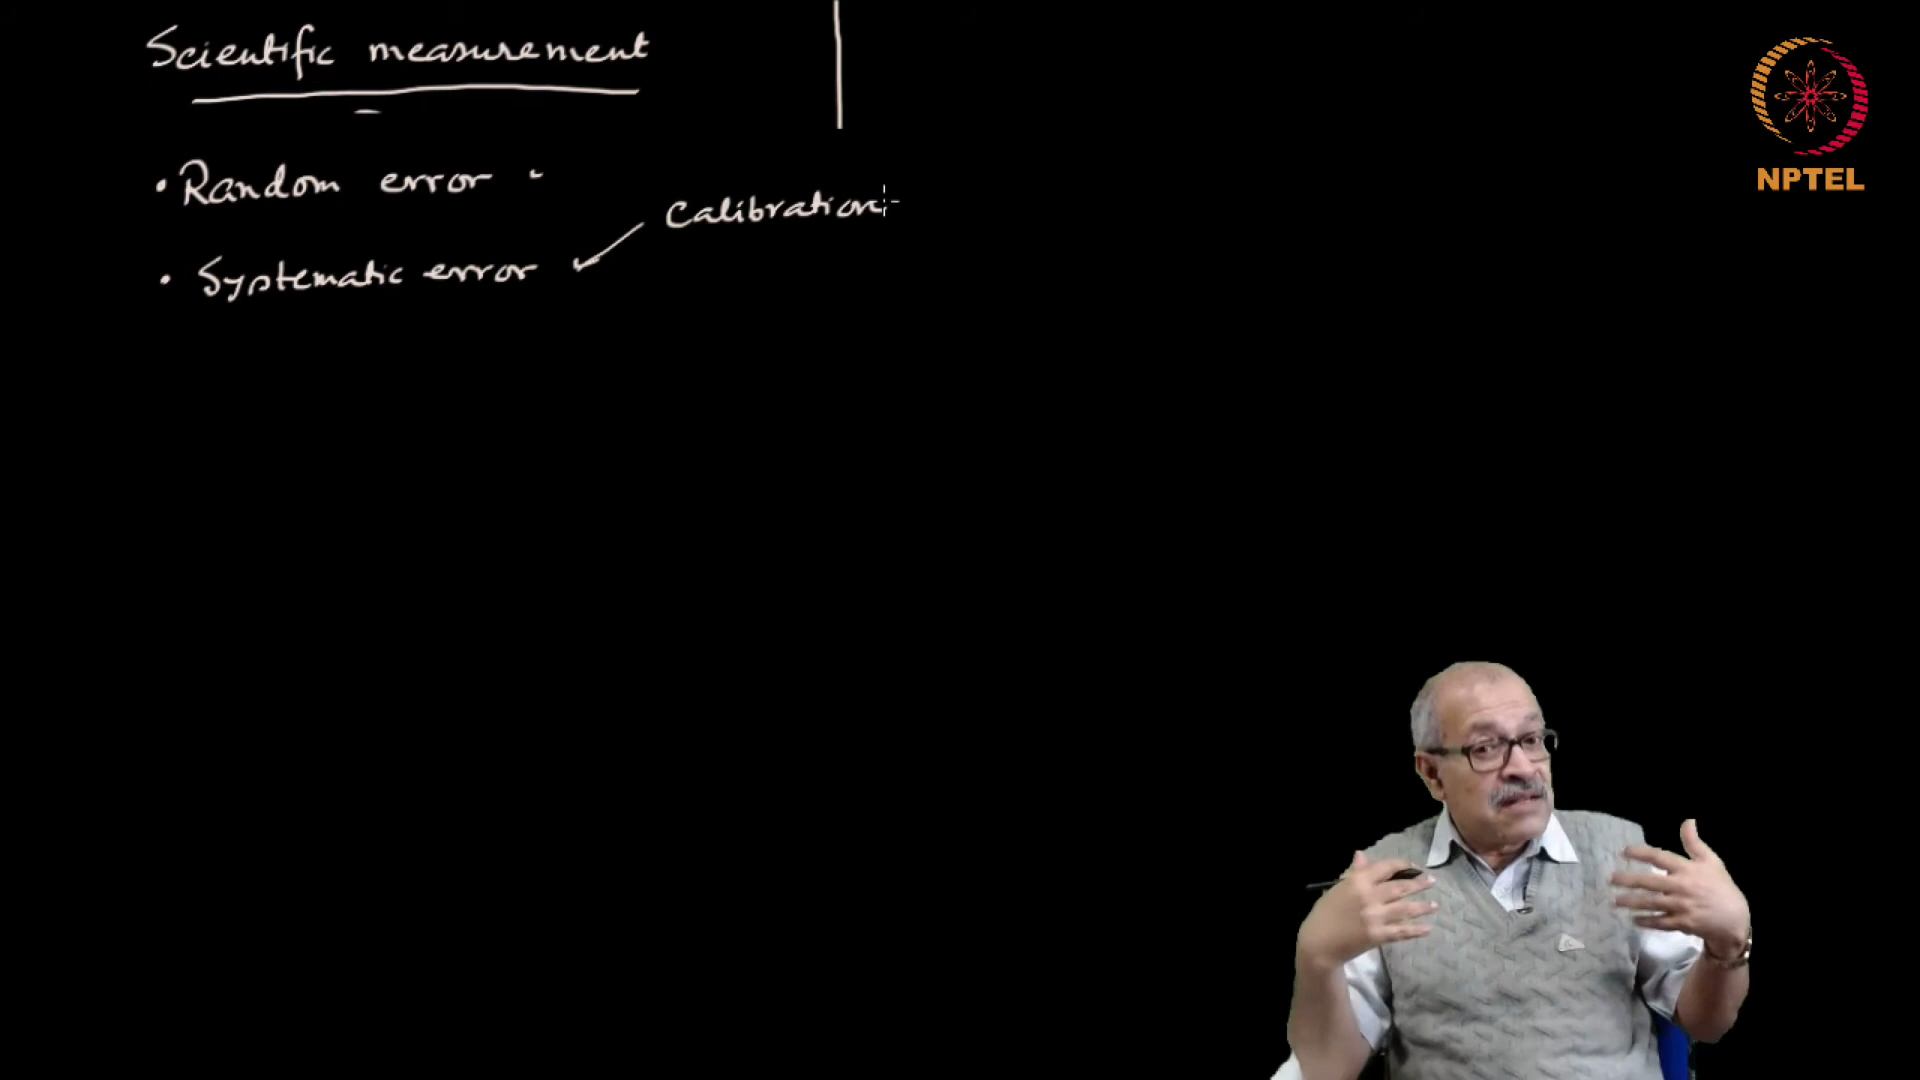 Scientific measurement
• Random error
Calibration
• Systematic error
NPTEL